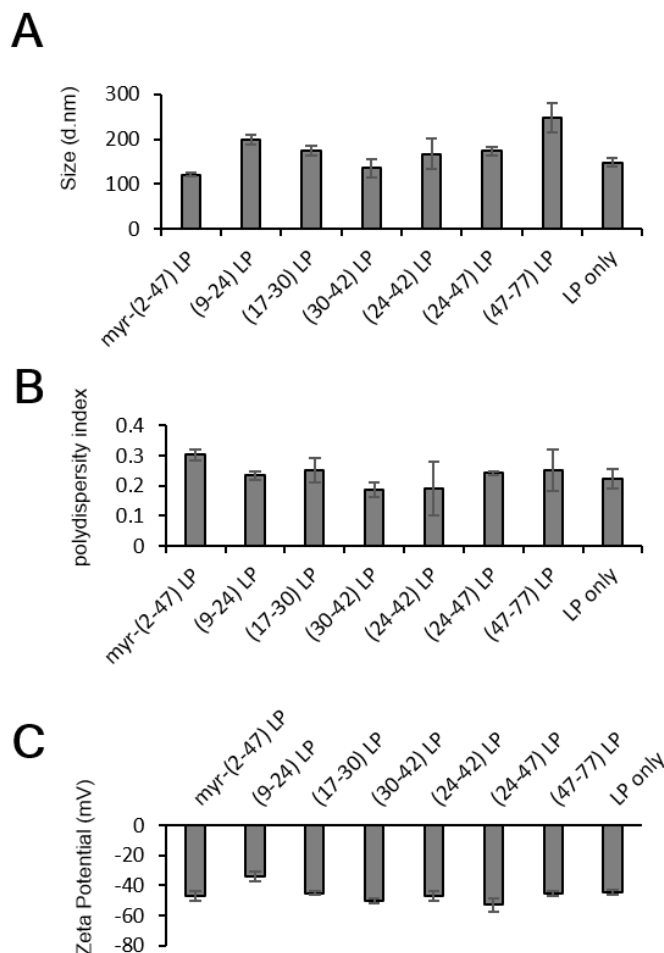 A
Size (d.nm)
300
200
100
0
myr-(2-47) LP
(9-24) LP
(17-30) LP
(30-42) LP
(24-42) LP
(24-47) LP
(47-77) LP
LP only
B
polydispersity index
0.4
0.3
0.2
0.1
0
myr-(2-47) LP
(9-24) LP
(17-30) LP
(30-42) LP
(24-42) LP
(24-47) LP
(47-77) LP
LP only
C
myr-(2-47) LP
(9-24) LP
(17-30) LP
(30-42) LP
(24-42) LP
(24-47) LP
(47-77) LP
LP only
Zeta Potential (mV)
0
-20
-40
-60
-80